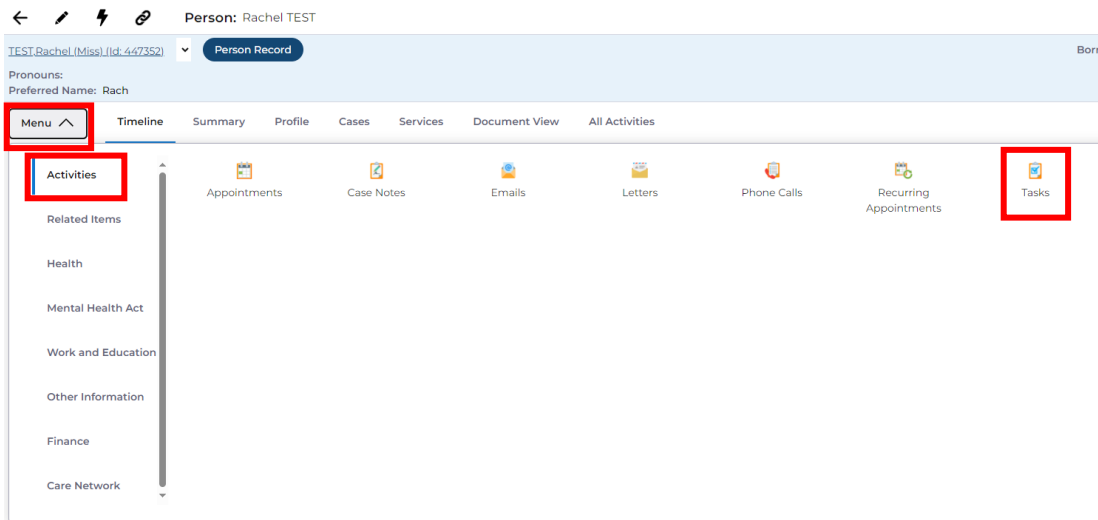 Person: Rachel TEST
TEST,Rachel (Miss) (Id: 447352)
Person Record
Born
Pronouns:
Preferred Name: Rach
Menu
Timeline
Summary
Profile
Cases
Services
Document View
All Activities
Activities
Related Items
Health
Mental Health Act
Work and Education
Other Information
Finance
Care Network
Appointments
Case Notes
Emails
Letters
Phone Calls
Recurring
Appointments
Tasks